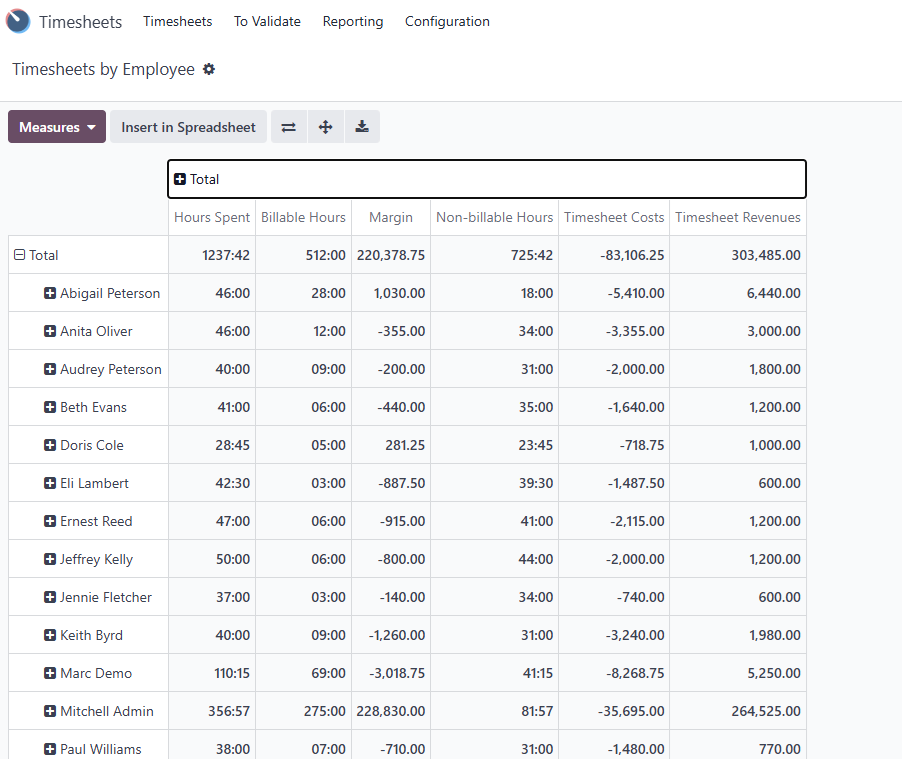 Timesheets Timesheets To Validate Reporting Configuration
Timesheets by Employee
Measures Insert in Spreadsheet
Total
Hours Spent Billable Hours Margin Non-billable Hours Timesheet Costs Timesheet Revenues
Total 1237:42 512:00 220,378.75 725:42 -83,106.25 303,485.00
Abigail Peterson 46:00 28:00 1,030.00 18:00 -5,410.00 6,440.00
Anita Oliver 46:00 12:00 -355.00 34:00 -3,355.00 3,000.00
Audrey Peterson 40:00 09:00 -200.00 31:00 -2,000.00 1,800.00
Beth Evans 41:00 06:00 -440.00 35:00 -1,640.00 1,200.00
Doris Cole 28:45 05:00 281.25 23:45 -718.75 1,000.00
Eli Lambert 42:30 03:00 -887.50 39:30 -1,487.50 600.00
Ernest Reed 47:00 06:00 -915.00 41:00 -2,115.00 1,200.00
Jeffrey Kelly 50:00 06:00 -800.00 44:00 -2,000.00 1,200.00
Jennie Fletcher 37:00 03:00 -140.00 34:00 -740.00 600.00
Keith Byrd 40:00 09:00 -1,260.00 31:00 -3,240.00 1,980.00
Marc Demo 110:15 69:00 -3,018.75 41:15 -8,268.75 5,250.00
Mitchell Admin 356:57 275:00 228,830.00 81:57 -35,695.00 264,525.00
Paul Williams 38:00 07:00 -710.00 31:00 -1,480.00 770.00